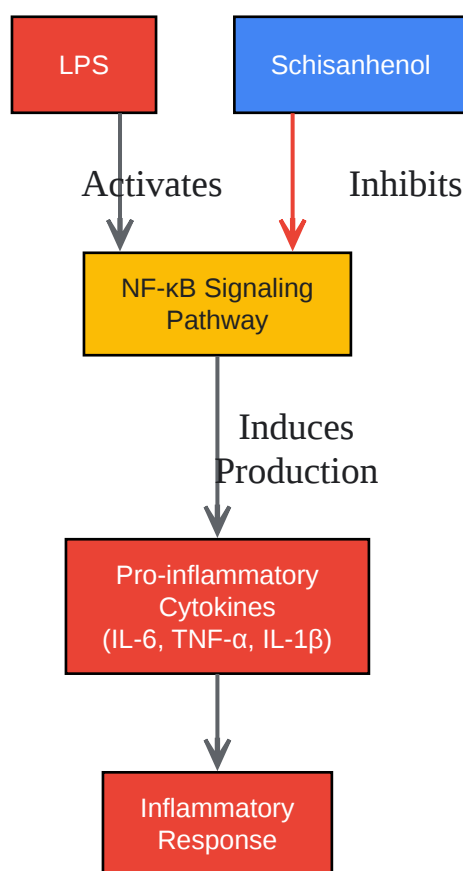 LPS
Schisanhenol
Activates
Inhibits
NF-κB Signaling
Pathway
Induces
Production
Pro-inflammatory
Cytokines
(IL-6, TNF-α, IL-1β)
Inflammatory
Response